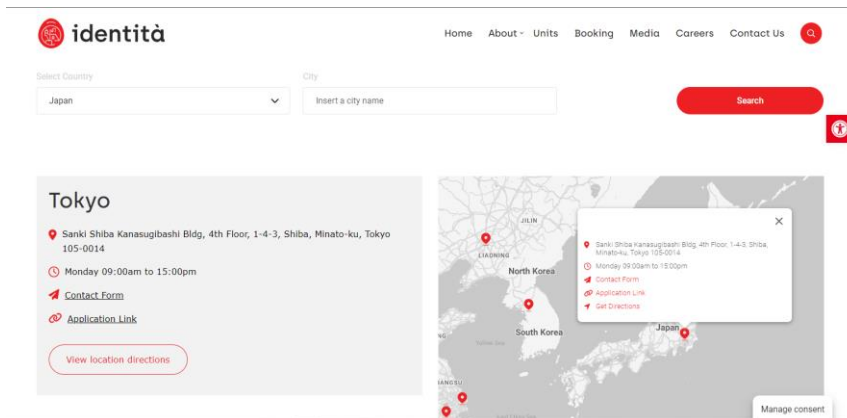 identità
Home About Units Booking Media Careers Contact Us
Select Country
City
Japan
Insert a city name
Search
Tokyo
Sanki Shiba Kanasugibashi Bldg, 4th Floor, 1-4-3, Shiba, Minato-ku, Tokyo
105-0014
Monday 09:00am to 15:00pm
Contact Form
Application Link
View location directions
JILIN
LIAONING
North Korea
South Korea
Japan
Sanki Shiba Kanasugibashi Bldg, 4th Floor, 1-4-3, Shiba,
Minato-ku, Tokyo 105-0014
Monday 09:00am to 15:00pm
Contact Form
Application Link
Get Directions
Manage consent